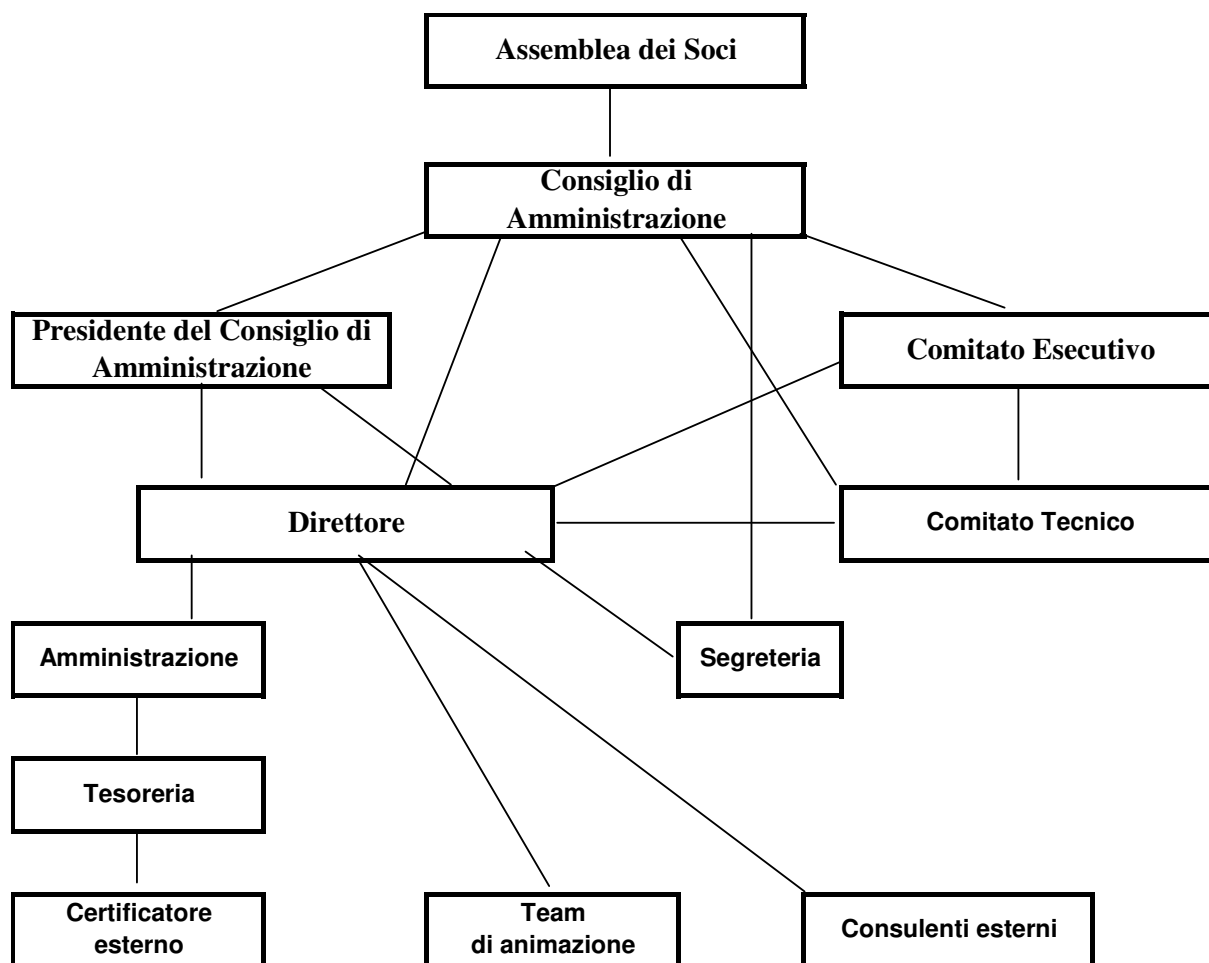 Assemblea dei Soci
Consiglio di
Amministrazione
Presidente del Consiglio di
Amministrazione
Comitato Esecutivo
Direttore
Comitato Tecnico
Amministrazione
Segreteria
Tesoreria
Certificatore
esterno
Team
di animazione
Consulenti esterni